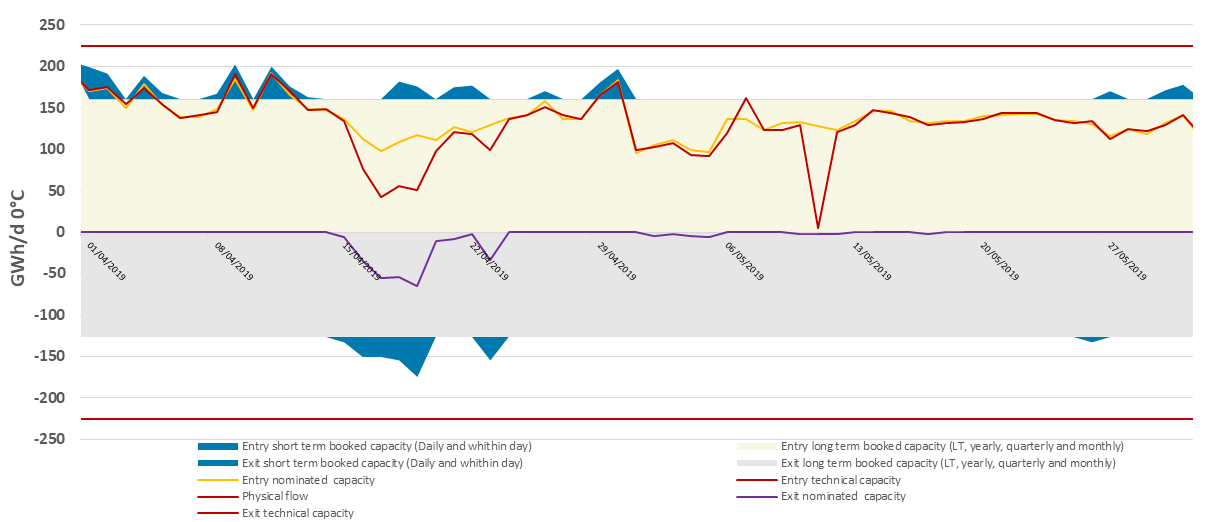 250
200
150
100
50
0
-50
-100
-150
-200
-250
GWh/d 0°C
01/04/2019
08/04/2019
15/04/2019
22/04/2019
29/04/2019
06/05/2019
13/05/2019
20/05/2019
27/05/2019
Entry short term booked capacity (Daily and whithin day)
Entry long term booked capacity (LT, yearly, quarterly and monthly)
Exit short term booked capacity (Daily and whithin day)
Exit long term booked capacity (LT, yearly, quarterly and monthly)
Entry nominated capacity
Entry technical capacity
Physical flow
Exit nominated capacity
Exit technical capacity